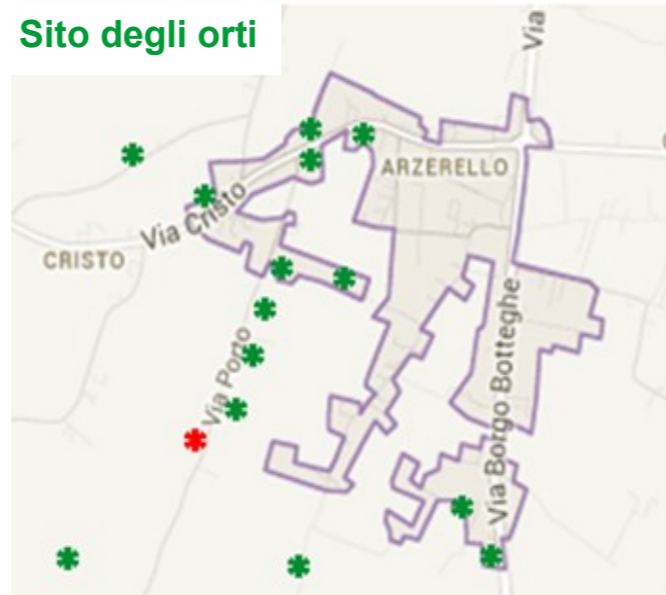 Sito degli orti
Via
ARZERELLO
Via Cristo
CRISTO
Via Porto
Via Borgo Botteghe